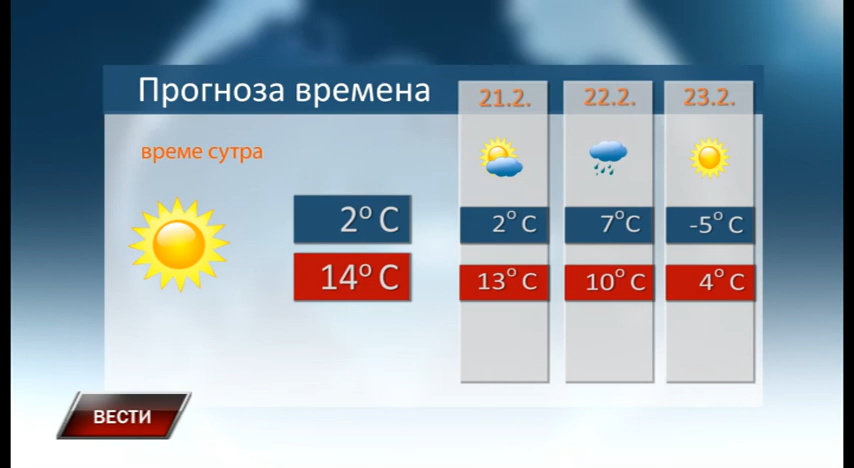 Прогноза времена
време сутра
2° C
14° C
21.2.
2° C
13° C
22.2.
7°C
10° C
23.2.
-5° C
4° C
ВЕСТИ